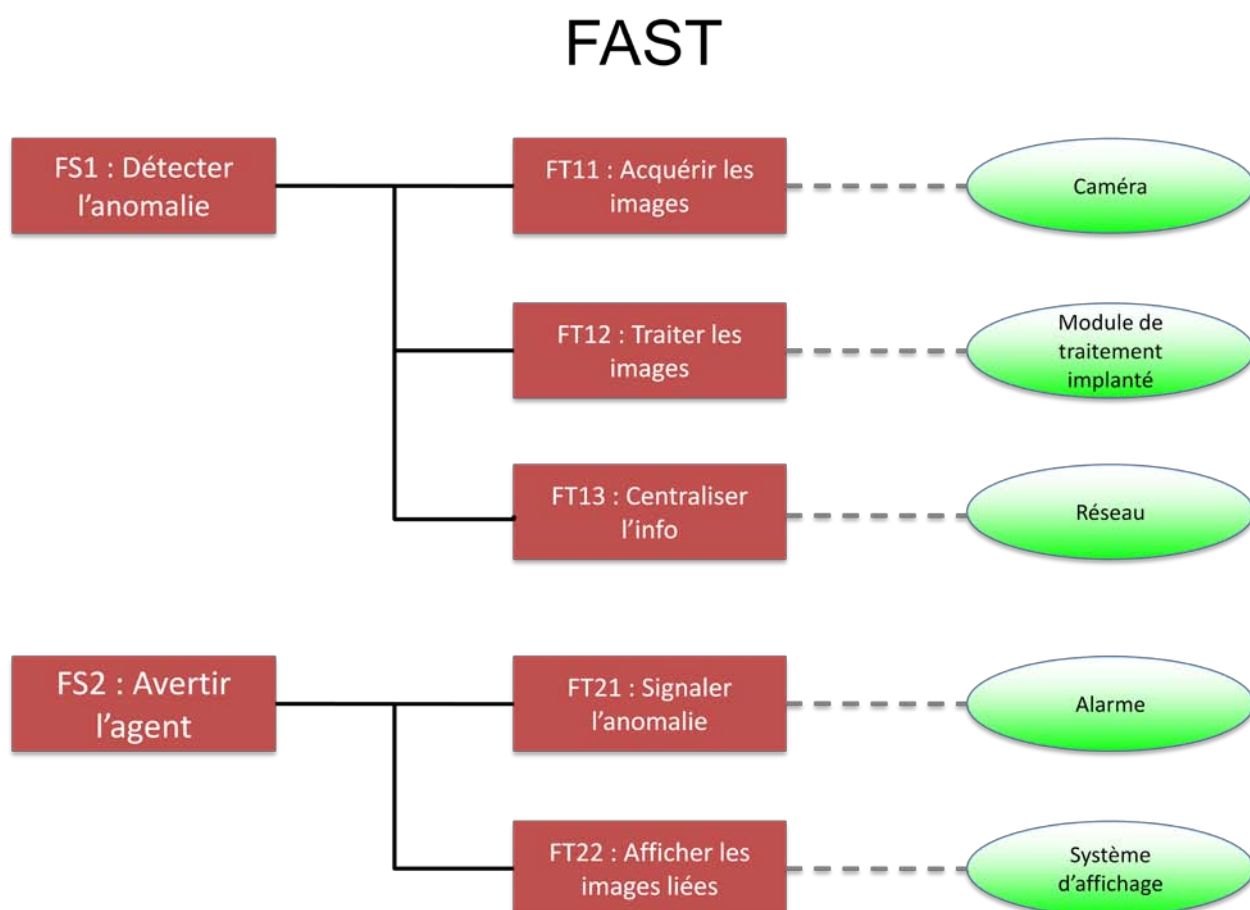 FAST
FS1 : Détecter
l’anomalie
FT11 : Acquérir les
images
Caméra
FT12 : Traiter les
images
Module de
traitement
implanté
FT13 : Centraliser
l’info
Réseau
FS2 : Avertir
l’agent
FT21 : Signaler
l’anomalie
Alarme
FT22 : Afficher les
images liées
Système
d’affichage